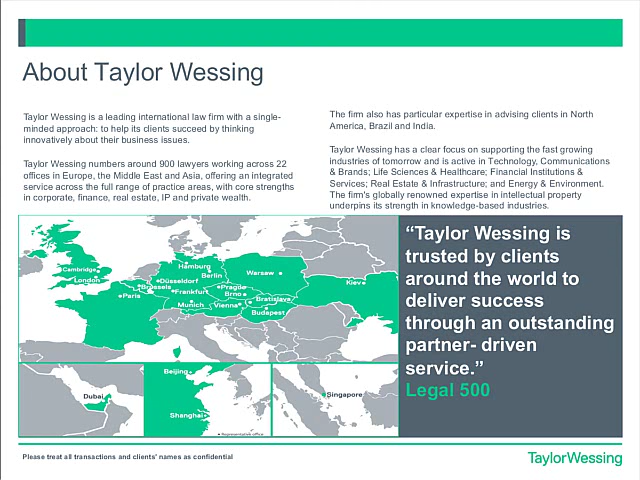 About Taylor Wessing
Taylor Wessing is a leading international law firm with a single-
minded approach: to help its clients succeed by thinking
innovatively about their business issues.
Taylor Wessing numbers around 900 lawyers working across 22
offices in Europe, the Middle East and Asia, offering an integrated
service across the full range of practice areas, with core strengths
in corporate, finance, real estate, IP and private wealth.
The firm also has particular expertise in advising clients in North
America, Brazil and India.
Taylor Wessing has a clear focus on supporting the fast growing
industries of tomorrow and is active in Technology, Communications
& Brands; Life Sciences & Healthcare; Financial Institutions &
Services; Real Estate & Infrastructure; and Energy & Environment.
The firm's globally renowned expertise in intellectual property
underpins its strength in knowledge-based industries.
Cambridge
London
Paris
Brussels
Hamburg
Berlin
Düsseldorf
Frankfurt
Munich
Warsaw
Prague
Brno
Vienna
Bratislava
Budapest
Kiev
Dubai
Beijing
Shanghai
Representative office
Singapore
“Taylor Wessing is
trusted by clients
around the world to
deliver success
through an outstanding
partner- driven
service.”
Legal 500
Please treat all transactions and clients' names as confidential
TaylorWessing